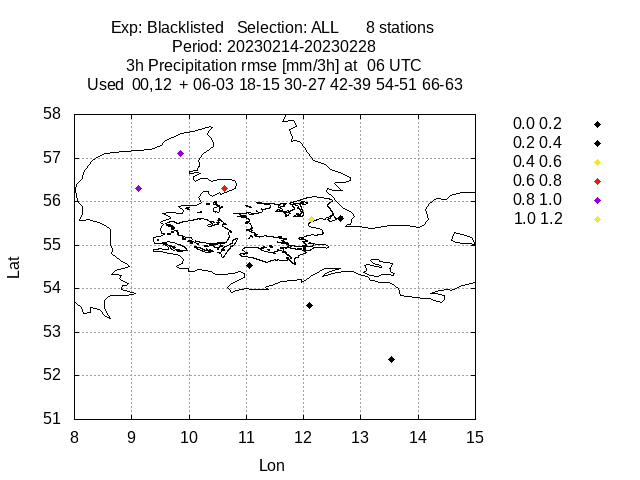 Exp: Blacklisted Selection: ALL 8 stations
Period: 20230214-20230228
3h Precipitation rmse [mm/3h] at 06 UTC
Used 00,12 + 06-03 18-15 30-27 42-39 54-51 66-63
0.0 0.2
0.2 0.4
0.4 0.6
0.6 0.8
0.8 1.0
1.0 1.2
58
57
56
55
54
53
52
51
Lat
8 9 10 11 12 13 14 15
Lon